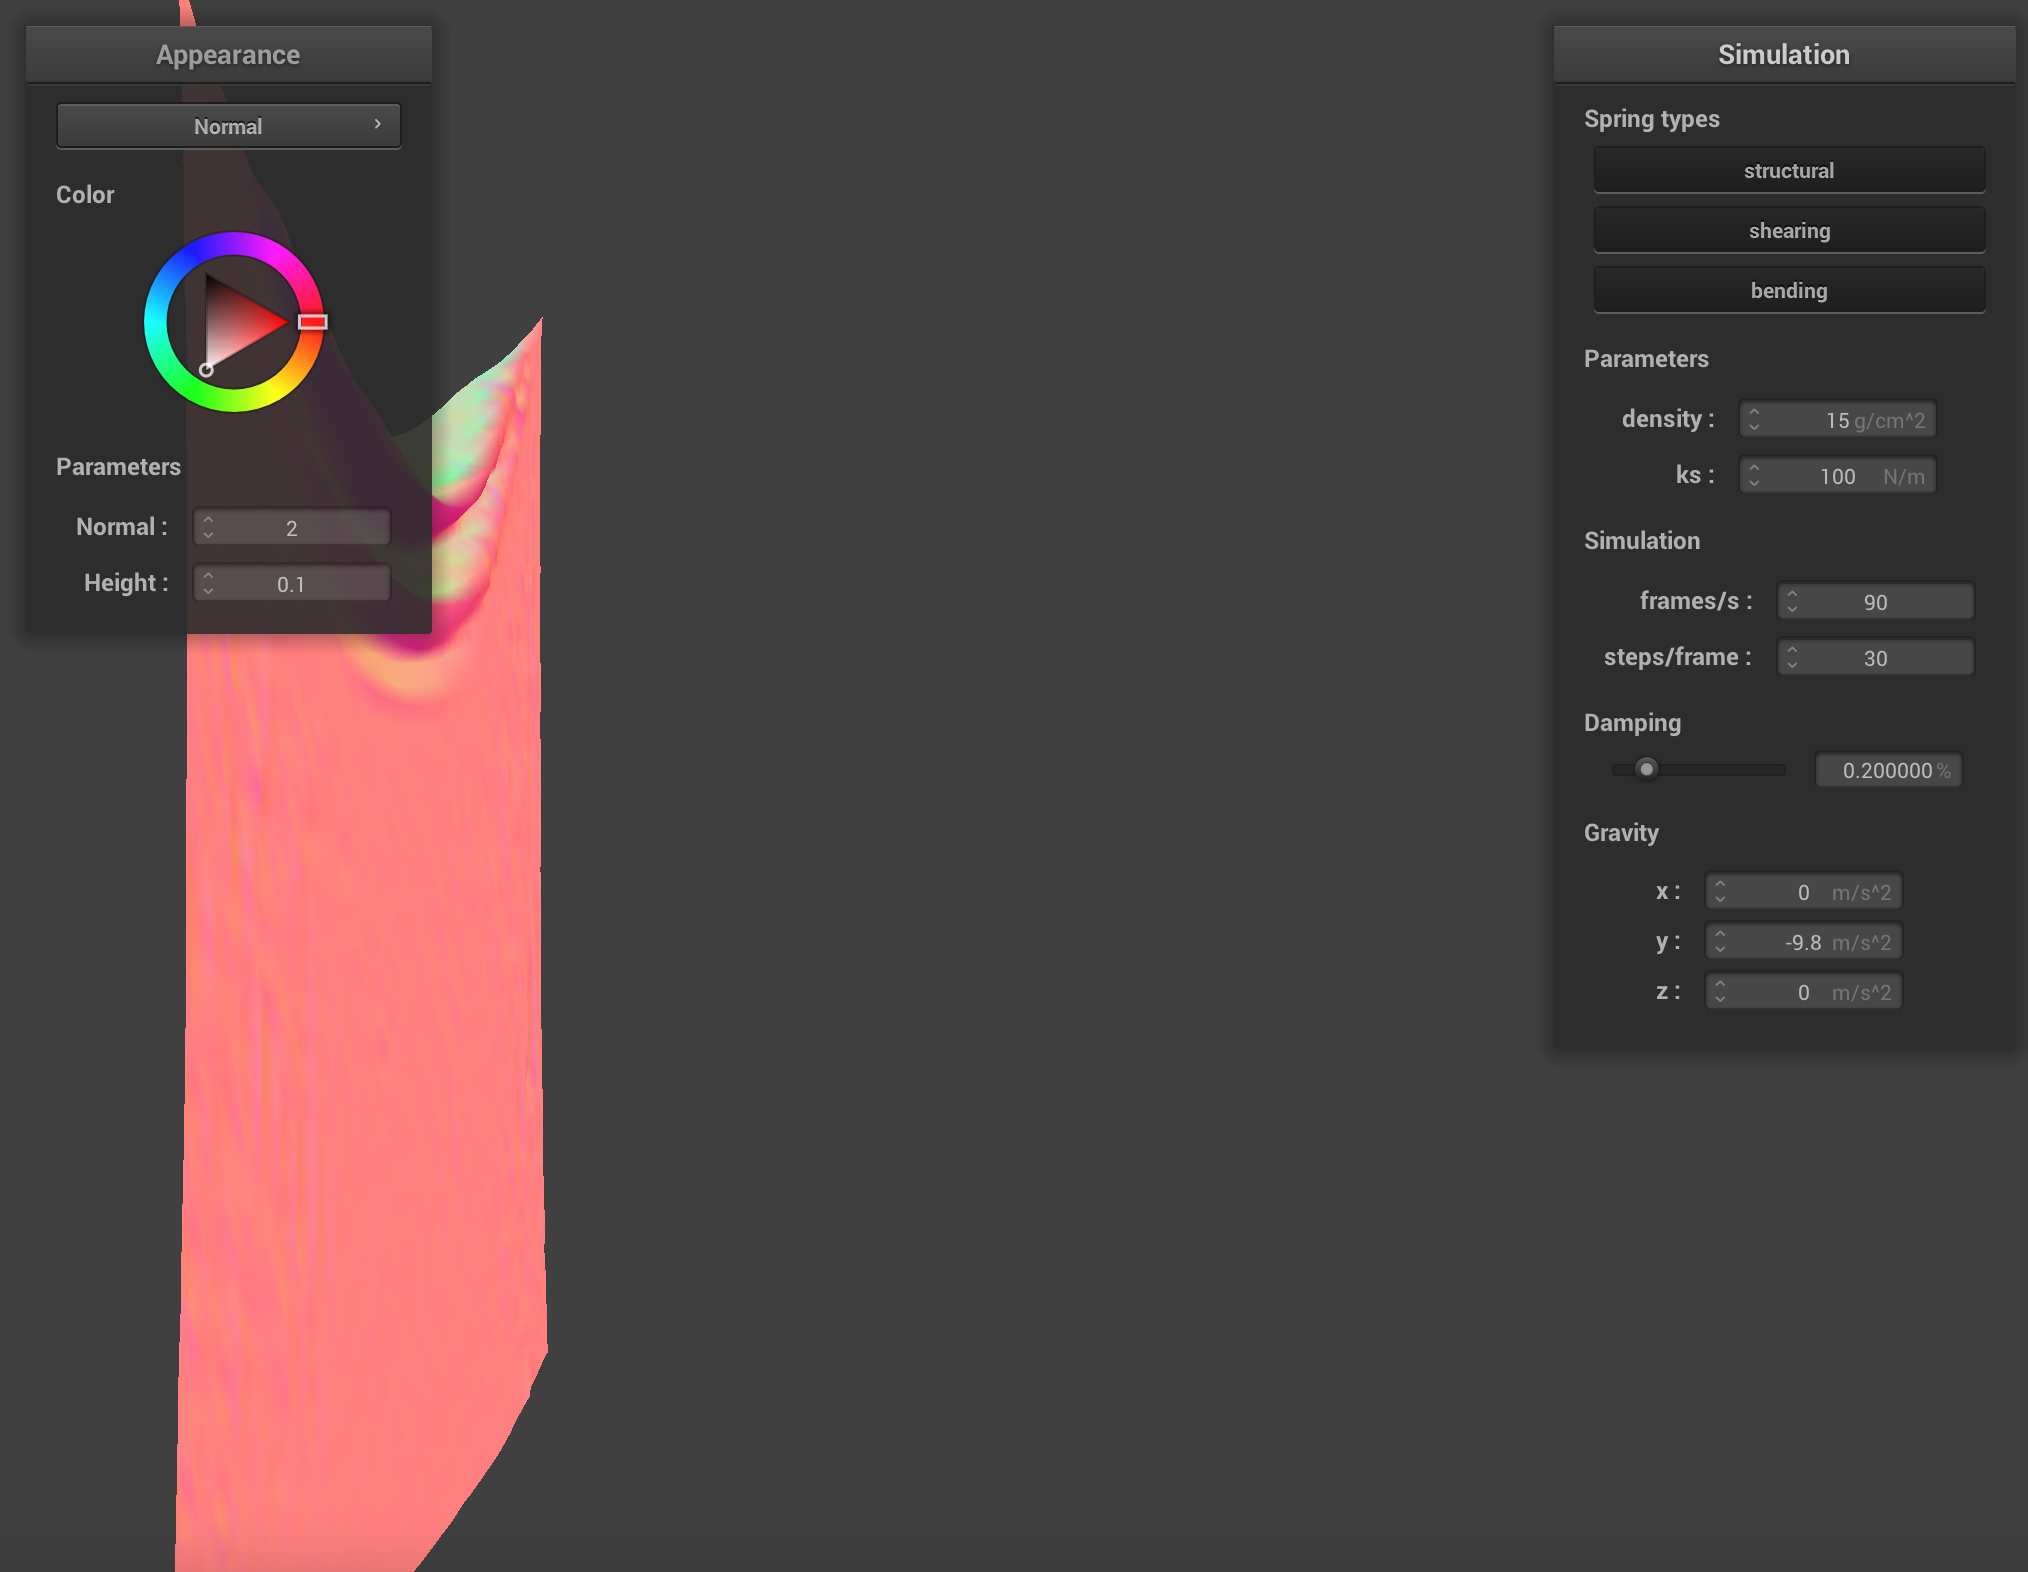 Appearance
Normal
Color
Parameters
Normal : 2
Height : 0.1
Simulation
Spring types
structural
shearing
bending
Parameters
density : 15 g/cm^2
ks : 100 N/m
Simulation
frames/s : 90
steps/frame : 30
Damping
0.200000 %
Gravity
x : 0 m/s^2
y : -9.8 m/s^2
z : 0 m/s^2